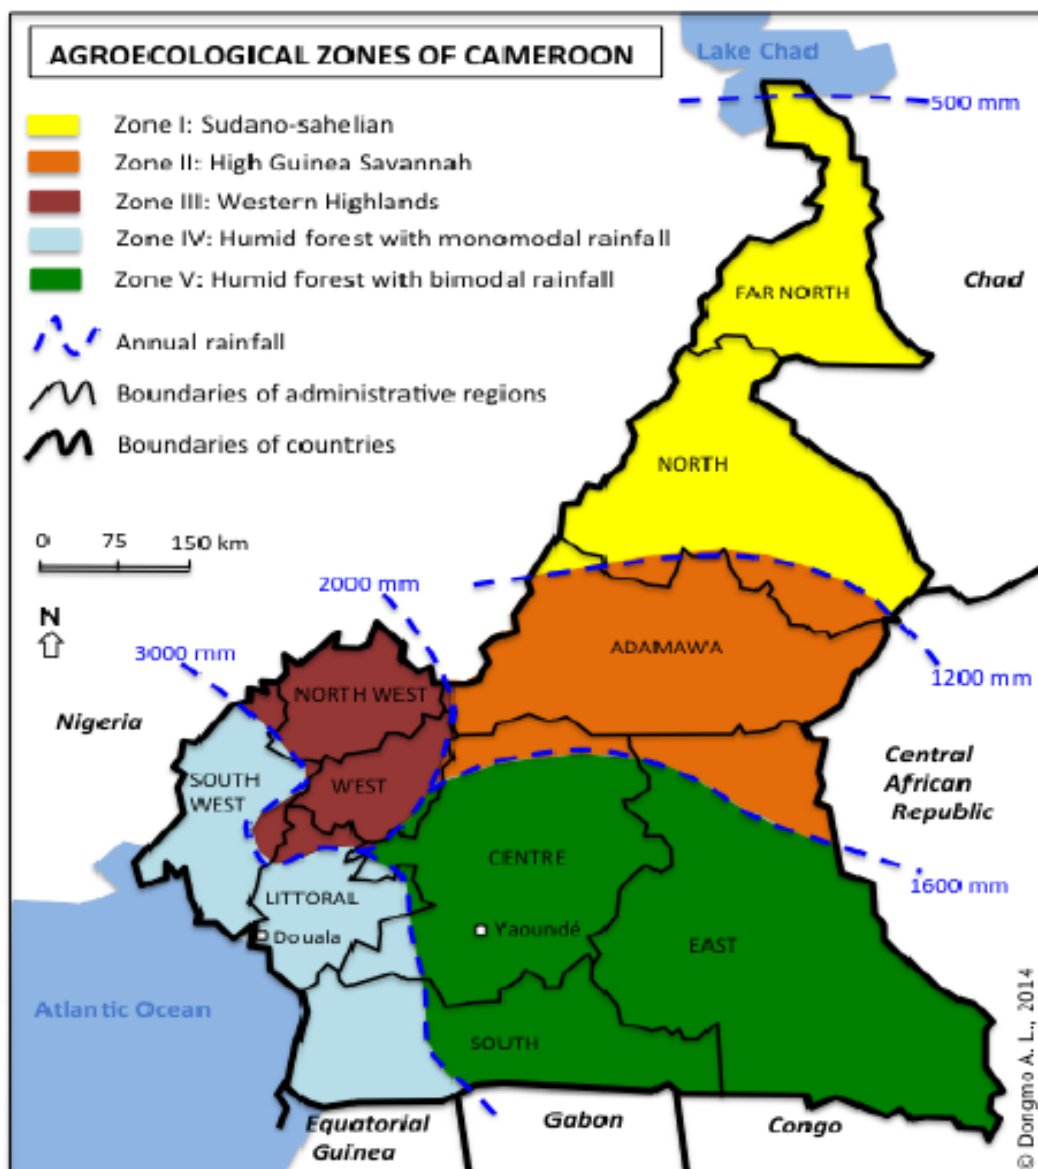 AGROECOLOGICAL ZONES OF CAMEROON
Zone I: Sudano-sahelian
Zone II: High Guinea Savannah
Zone III: Western Highlands
Zone IV: Humid forest with monomodal rainfall
Zone V: Humid forest with bimodal rainfall
Annual rainfall
Boundaries of administrative regions
Boundaries of countries
0 75 150 km
N
Lake Chad
500 mm
Chad
FAR NORTH
NORTH
2000 mm
3000 mm
ADAMAWA
1200 mm
Nigeria
NORTH WEST
Central
African
Republic
SOUTH
WEST
WEST
CENTRE
1600 mm
LITTORAL
Douala
Yaoundé
EAST
Atlantic Ocean
SOUTH
Equatorial
Guinea
Gabon
Congo
© Dongmo A. L., 2014